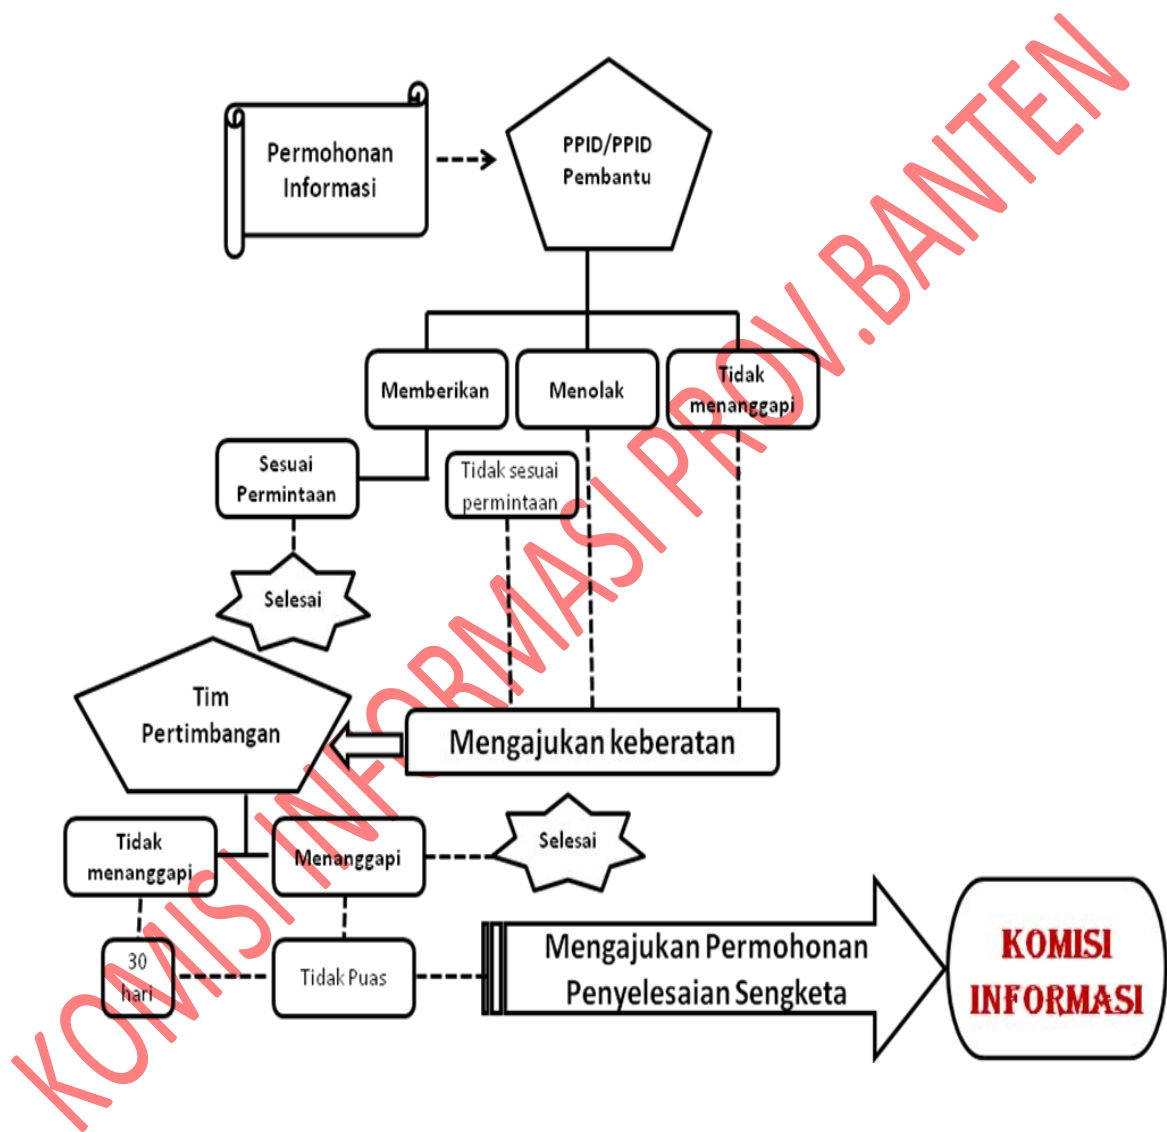 Permohonan
Informasi
PPID/PPID
Pembantu
Memberikan
Menolak
Tidak
menanggapi
Sesuai
Permintaan
Tidak sesuai
permintaan
Selesai
Tim
Pertimbangan
Mengajukan keberatan
Selesai
Tidak
menanggapi
Menanggapi
30
hari
Tidak Puas
Mengajukan Permohonan
Penyelesaian Sengketa
KOMISI
INFORMASI
KOMISI INFORMASI PROV.BANTEN